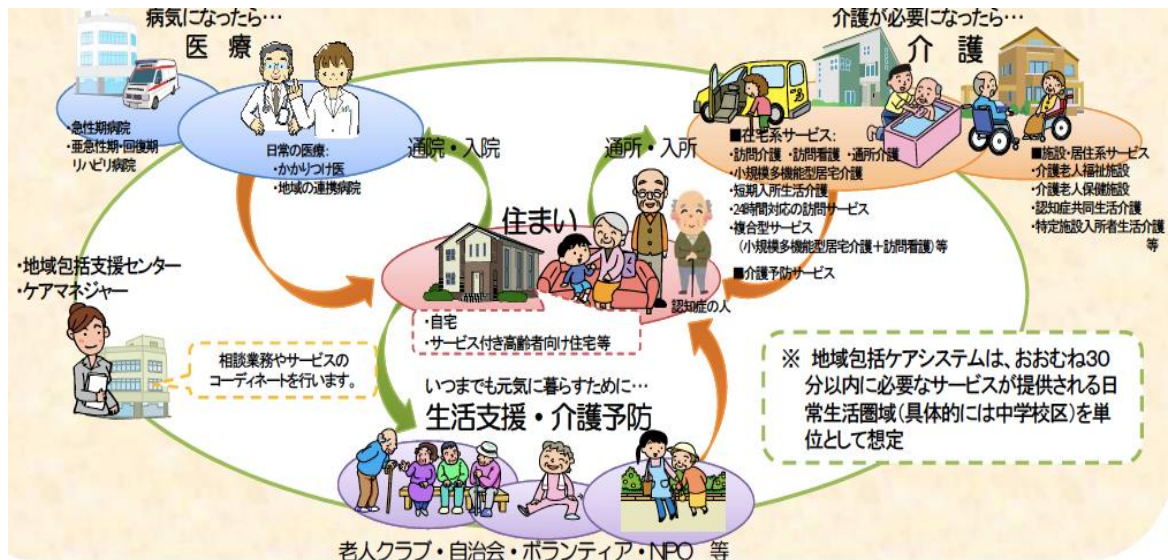 病気になったら…
医 療
・急性期病院
・亜急性期・回復期
リハビリ病院
日常の医療:
・かかりつけ医
・地域の連携病院
通院・入院
介護が必要になったら…
介 護
通所・入所
■在宅系サービス:
・訪問介護 ・訪問看護 ・通所介護
・小規模多機能型居宅介護
・短期入所生活介護
・24時間対応の訪問サービス
・複合型サービス
(小規模多機能型居宅介護+訪問看護)等
■介護予防サービス
■施設・居住系サービス
・介護老人福祉施設
・介護老人保健施設
・認知症共同生活介護
・特定施設入所者生活介護
等
住まい
認知症の人
・自宅
・サービス付き高齢者向け住宅等
・地域包括支援センター
・ケアマネジャー
相談業務やサービスの
コーディネートを行います。
いつまでも元気に暮らすために…
生活支援・介護予防
老人クラブ・自治会・ボランティア・NPO 等
※ 地域包括ケアシステムは、おおむね30
分以内に必要なサービスが提供される日
常生活圏域(具体的には中学校区)を単
位として想定